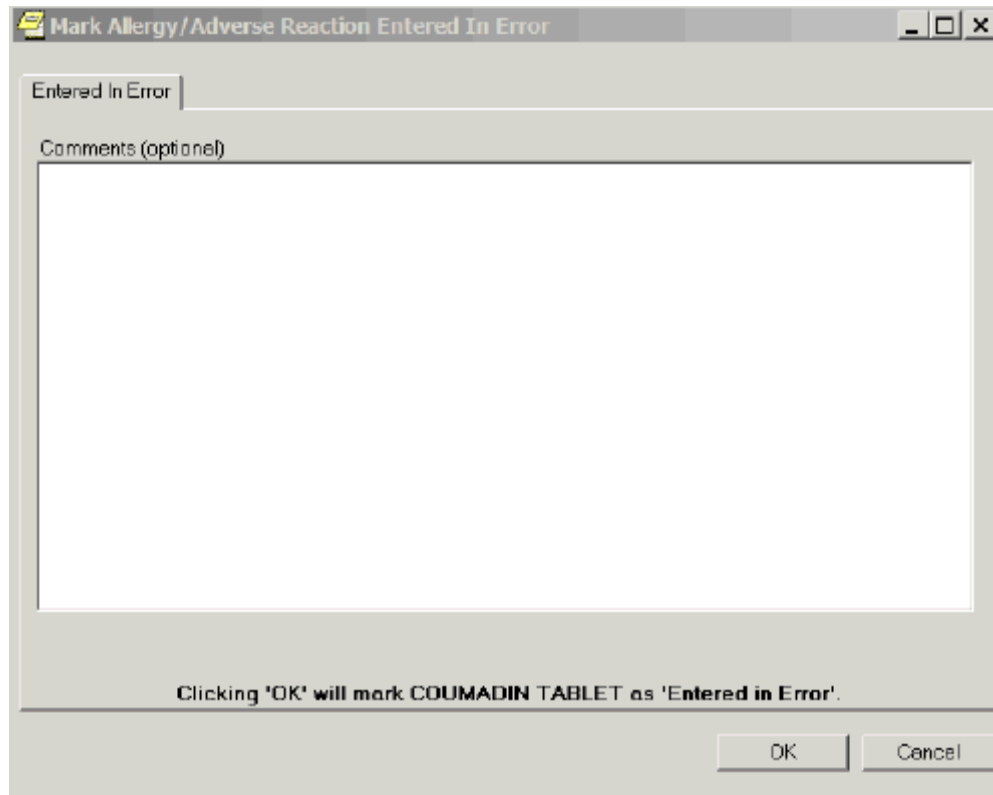 Mark Allergy/Adverse Reaction Entered In Error
Entered In Error
Comments (optional)
Clicking 'OK' will mark COUMADIN TABLET as 'Entered in Error'.
OK
Cancel